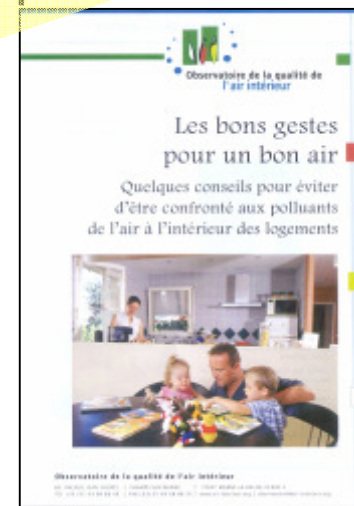 Observatoire de la qualité de
l'air intérieur
Les bons gestes
pour un bon air
Quelques conseils pour éviter
d'être confronté aux polluants
de l'air à l'intérieur des logements
Observatoire de la qualité de l'air intérieur